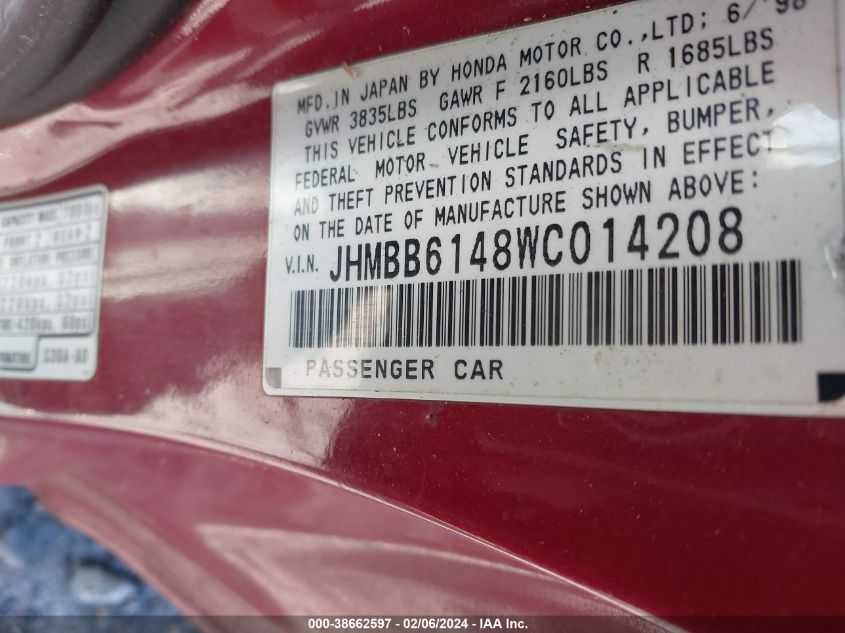 MFD. IN JAPAN BY HONDA MOTOR CO.,LTD; 6/'98
GVWR 3835LBS GAWR F 2160LBS R 1685LBS
THIS VEHICLE CONFORMS TO ALL APPLICABLE
FEDERAL MOTOR VEHICLE SAFETY, BUMPER,
AND THEFT PREVENTION STANDARDS IN EFFECT
ON THE DATE OF MANUFACTURE SHOWN ABOVE:
V.I.N. JHMBB6148WC014208
PASSENGER CAR
000-38662597 - 02/06/2024 - IAA Inc.